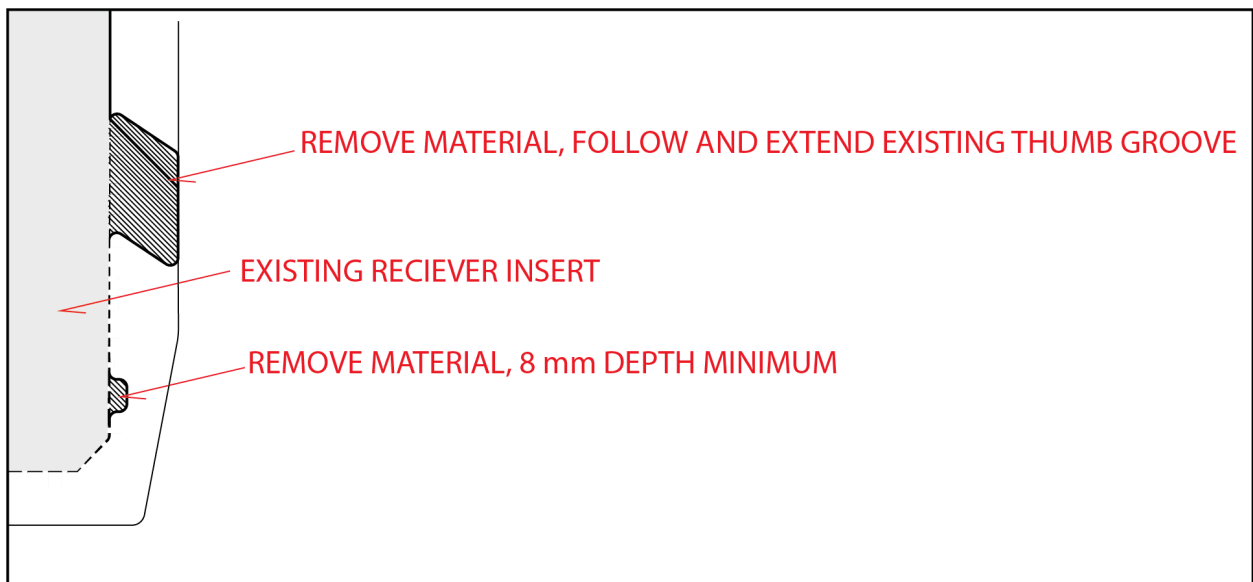 REMOVE MATERIAL, FOLLOW AND EXTEND EXISTING THUMB GROOVE
EXISTING RECIEVER INSERT
REMOVE MATERIAL, 8 mm DEPTH MINIMUM